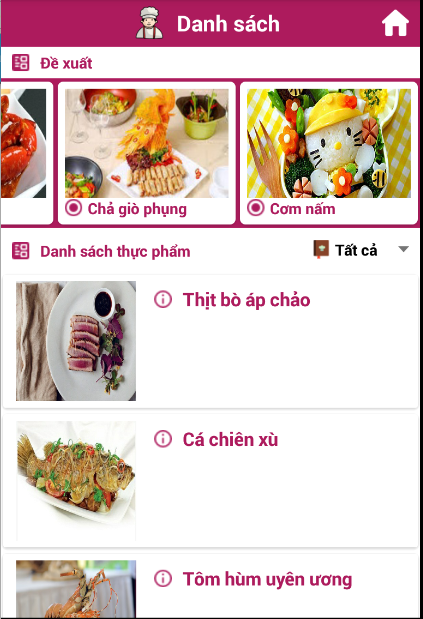 Danh sách
Đề xuất
Chả giò phụng
Cơm nấm
Danh sách thực phẩm
Tất cả
Thịt bò áp chảo
Cá chiên xù
Tôm hùm uyên ương